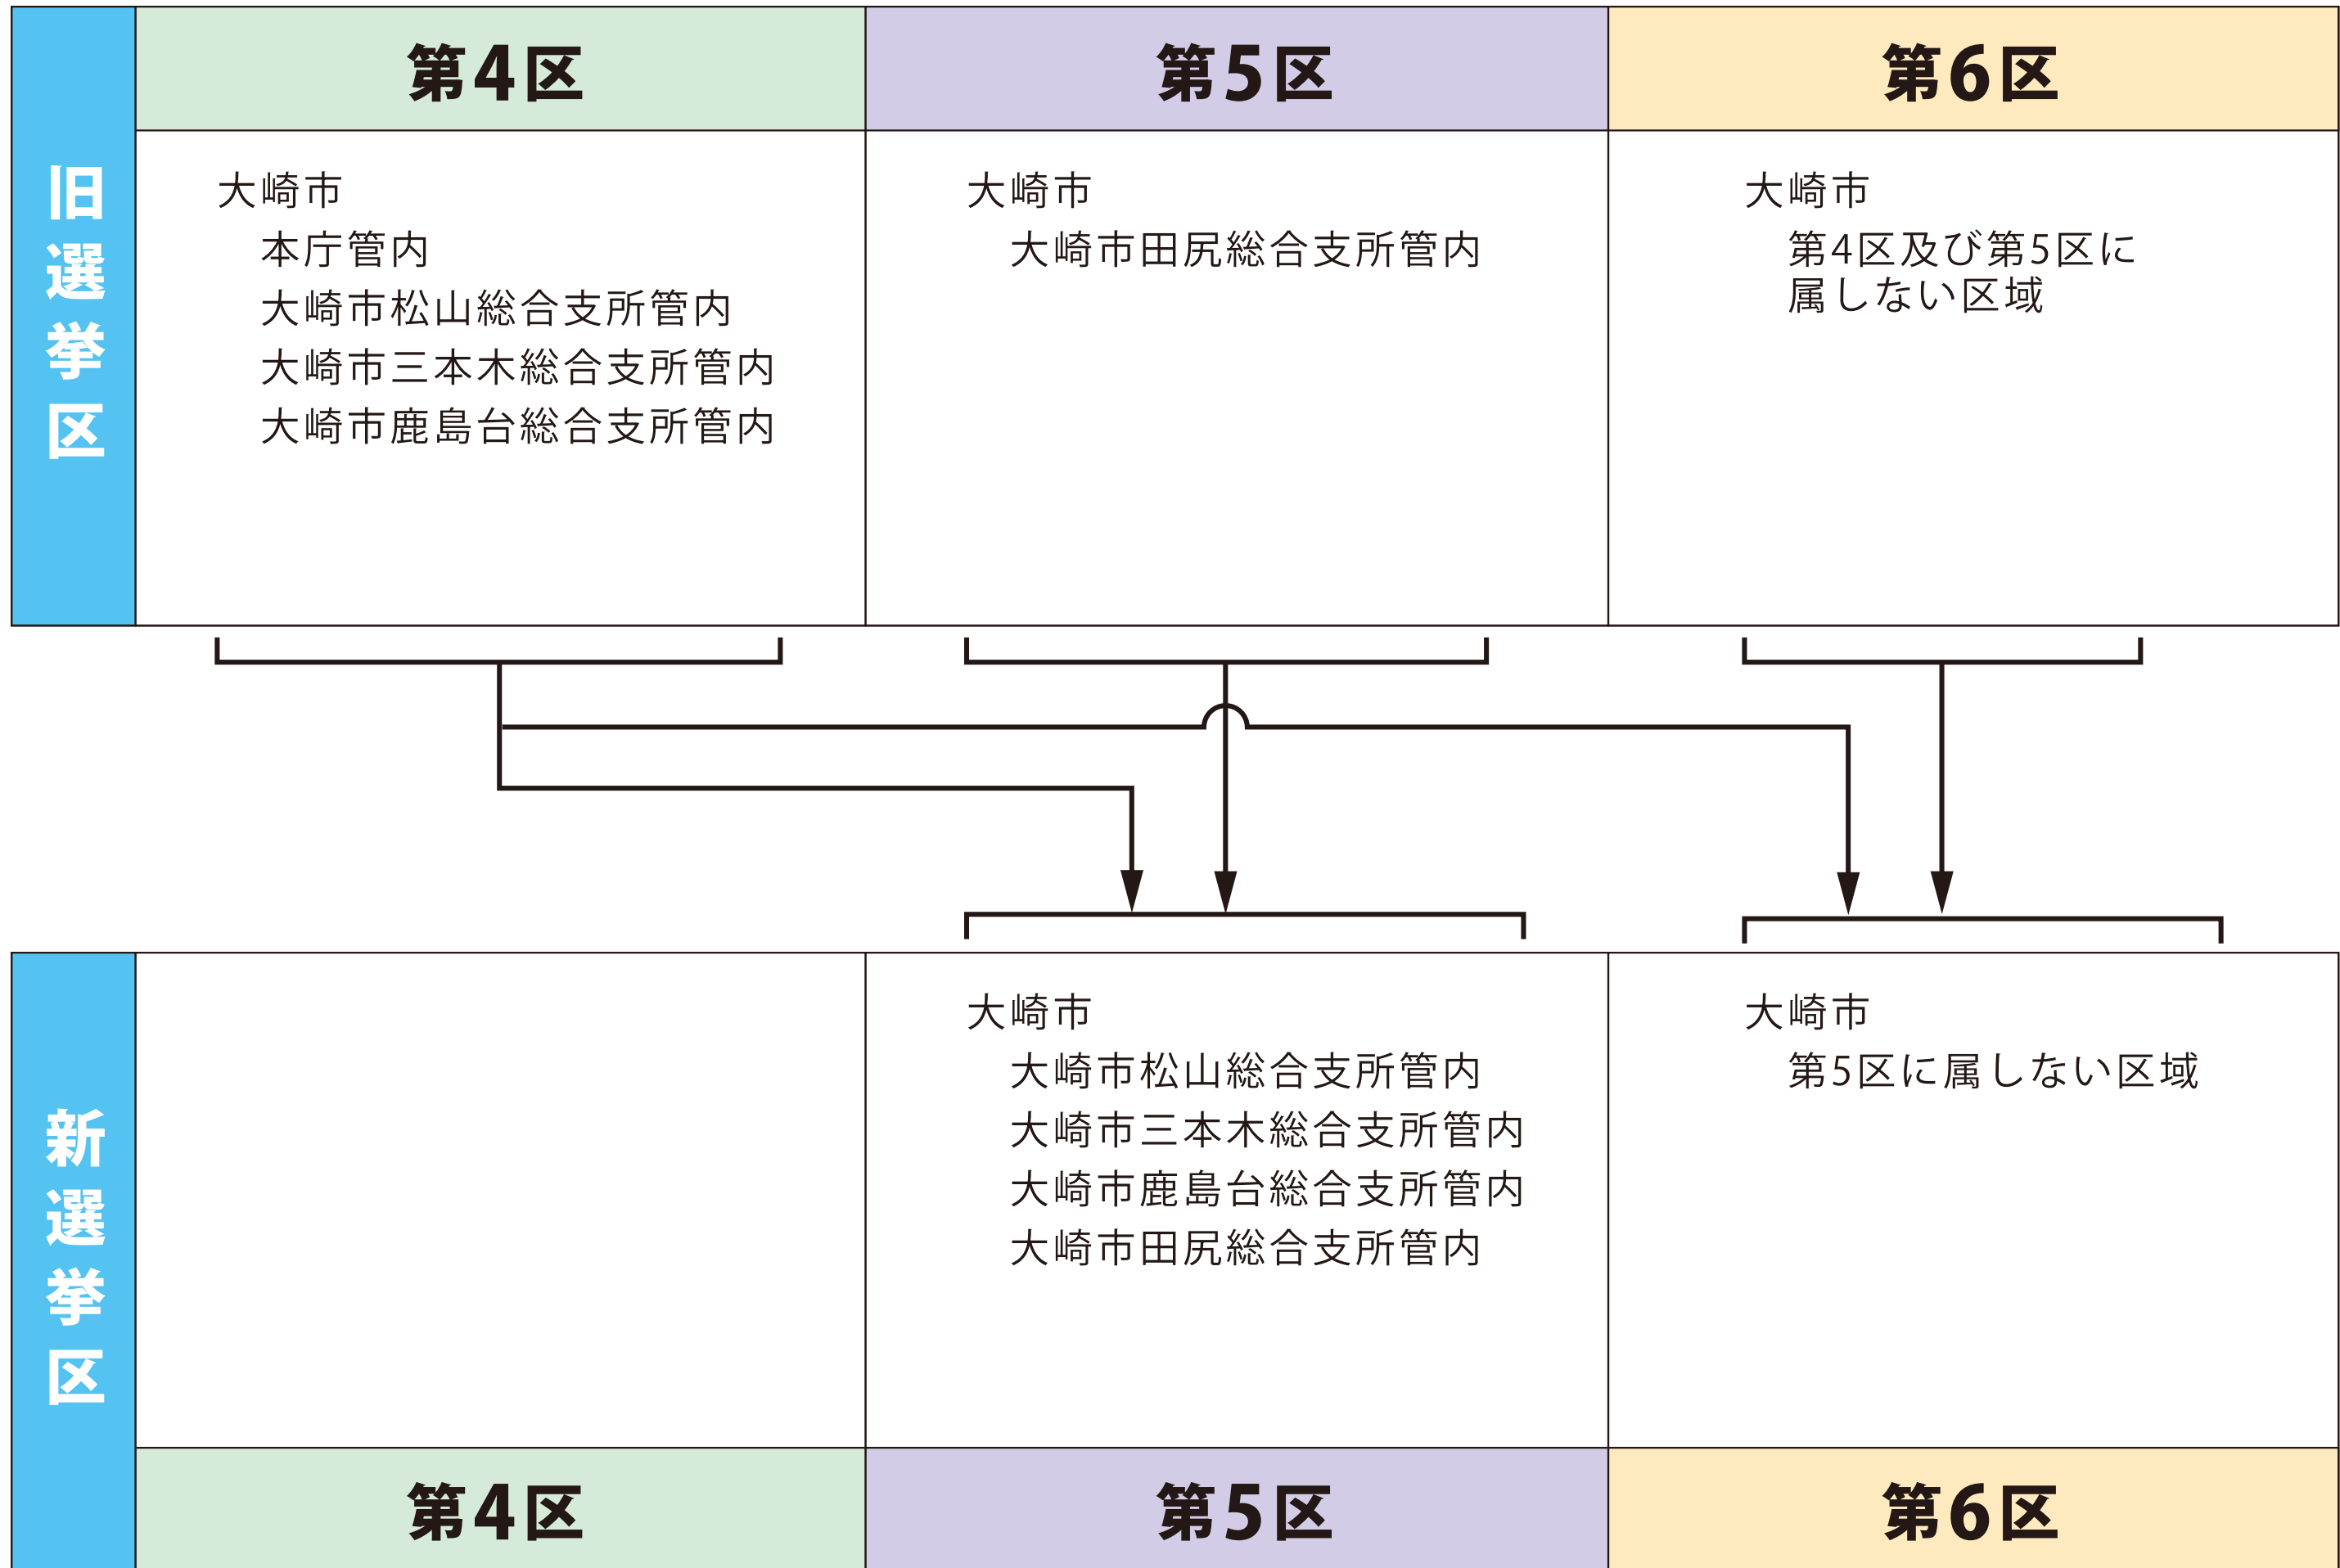 旧選挙区
第4区
第5区
第6区
大崎市
本庁管内
大崎市松山総合支所管内
大崎市三本木総合支所管内
大崎市鹿島台総合支所管内
大崎市
大崎市田尻総合支所管内
大崎市
第4区及び第5区に
属しない区域
新選挙区
大崎市
大崎市松山総合支所管内
大崎市三本木総合支所管内
大崎市鹿島台総合支所管内
大崎市田尻総合支所管内
大崎市
第5区に属しない区域
第4区
第5区
第6区